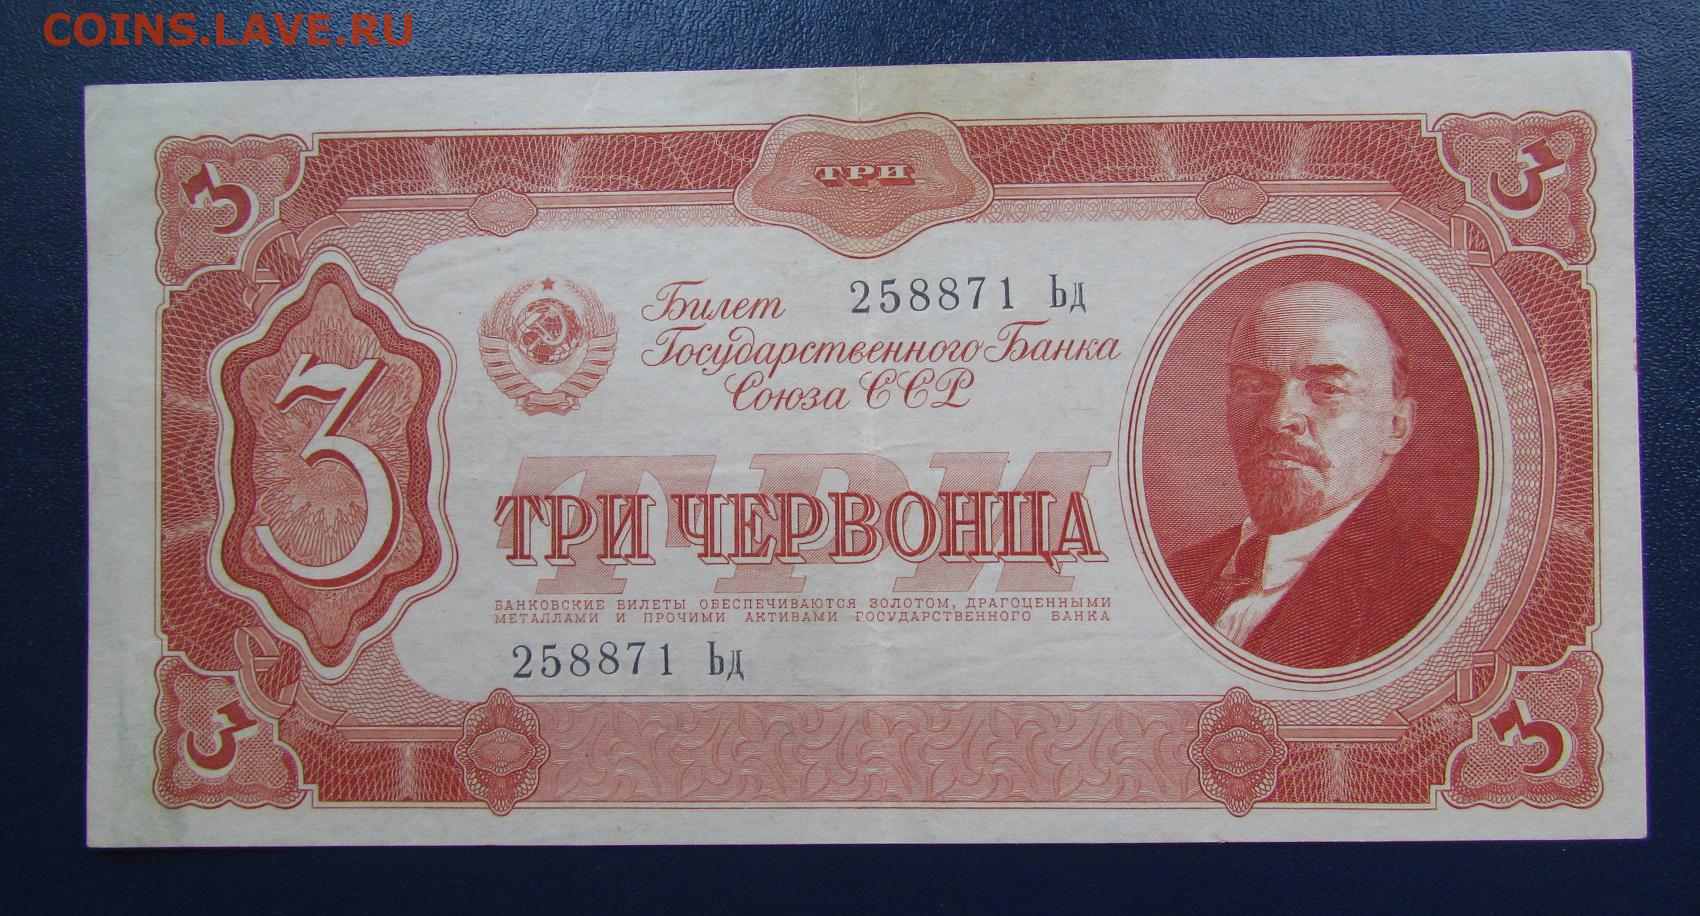 COINS.LAVE.RU
ТРИ
3
3
Билет
258871 Ьд
Государственного Банка
Союза ССР
3
ТРИ
ТРИ ЧЕРВОНЦА
БАНКОВСКИЕ БИЛЕТЫ ОБЕСПЕЧИВАЮТСЯ ЗОЛОТОМ, ДРАГОЦЕННЫМИ
МЕТАЛЛАМИ И ПРОЧИМИ АКТИВАМИ ГОСУДАРСТВЕННОГО БАНКА
258871 Ьд
3
3